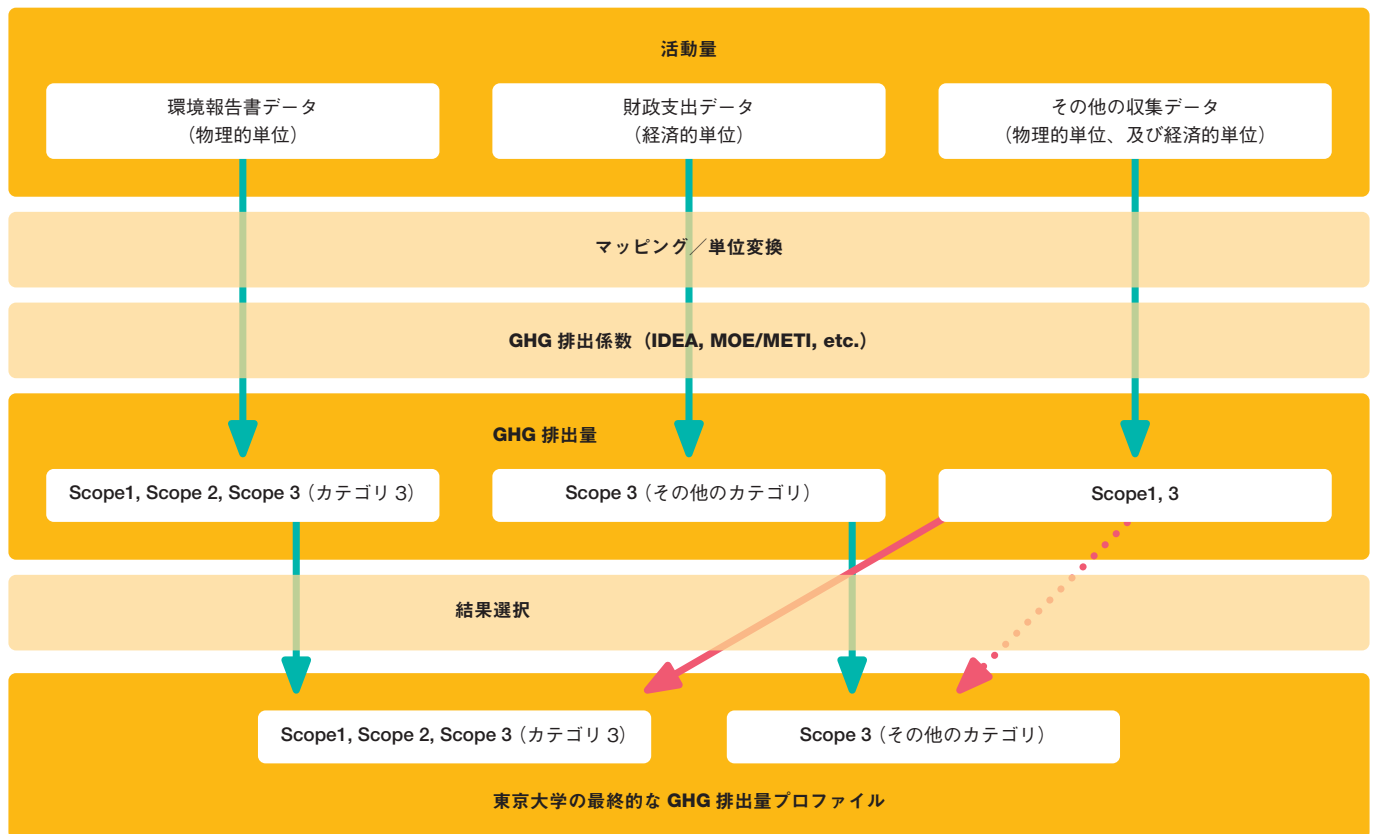 活動量
環境報告書データ
（物理的単位）
財政支出データ
（経済的単位）
その他の収集データ
（物理的単位、及び経済的単位）
マッピング／単位変換
GHG 排出係数（IDEA, MOE/METI, etc.）
GHG 排出量
Scope1, Scope 2, Scope 3（カテゴリ 3）
Scope 3（その他のカテゴリ）
Scope1, 3
結果選択
Scope1, Scope 2, Scope 3（カテゴリ 3）
Scope 3（その他のカテゴリ）
東京大学の最終的な GHG 排出量プロファイル